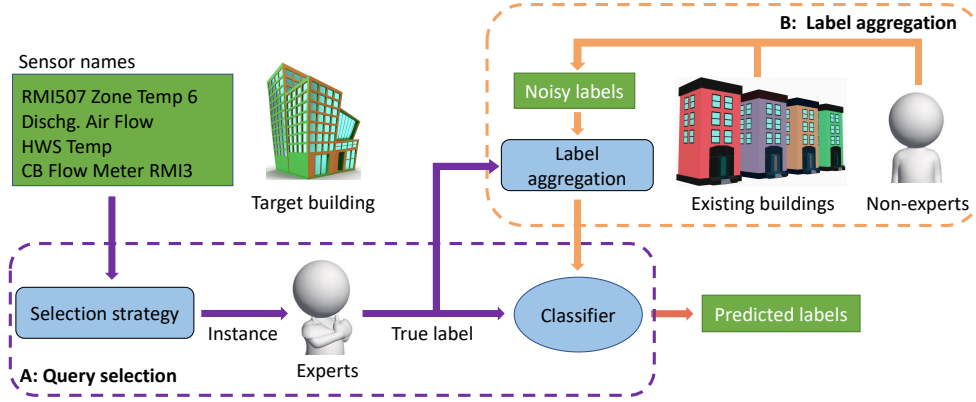 B: Label aggregation
Sensor names
RMI507 Zone Temp 6
Dischg. Air Flow
HWS Temp
CB Flow Meter RMI3
Target building
Noisy labels
Label
aggregation
Existing buildings
Non-experts
Selection strategy
Instance
Experts
True label
Classifier
Predicted labels
A: Query selection